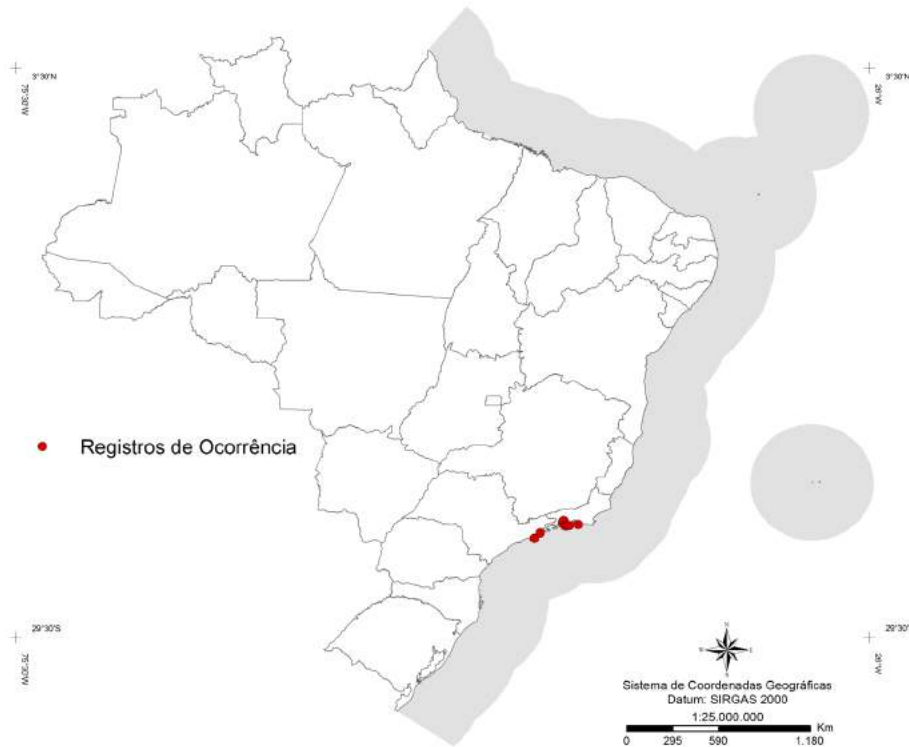 3°30'N
3°30'N
75°30'W
28°W
Registros de Ocorrência
29°30'S
29°30'S
75°30'W
28°W
N
W
E
S
Sistema de Coordenadas Geográficas
Datum: SIRGAS 2000
1:25.000.000
Km
0 295 590 1.180